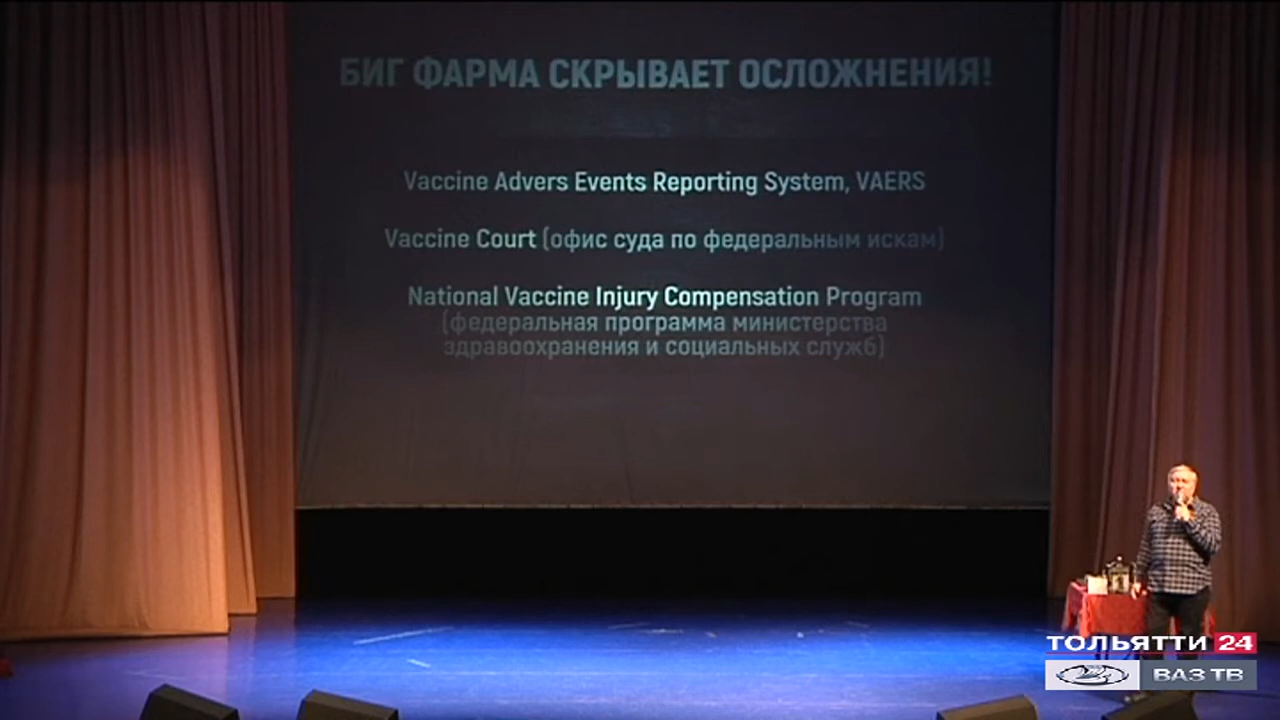 БИГ ФАРМА СКРЫВАЕТ ОСЛОЖНЕНИЯ!
Vaccine Advers Events Reporting System, VAERS
Vaccine Court (офис суда по федеральным искам)
National Vaccine Injury Compensation Program
(федеральная программа министерства
здравоохранения и социальных служб)
ТОЛЬЯТТИ 24
ВАЗ ТВ